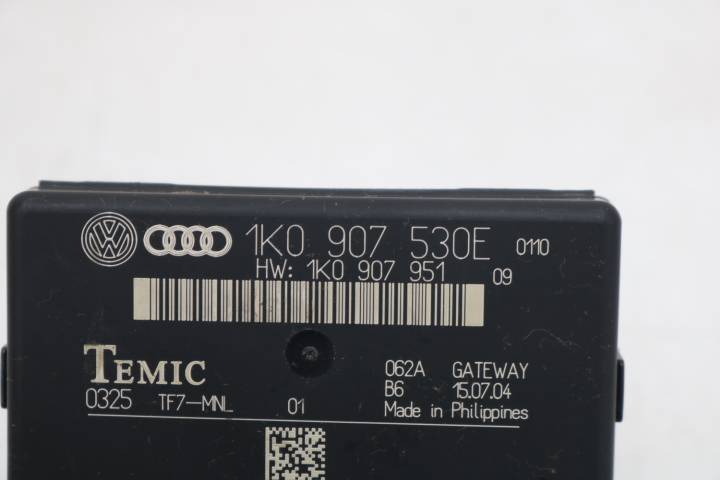 1K0 907 530E 0110
HW: 1K0 907 951 09
TEMIC
062A GATEWAY
B6 15.07.04
0325 TF7-MNL 01
Made in Philippines